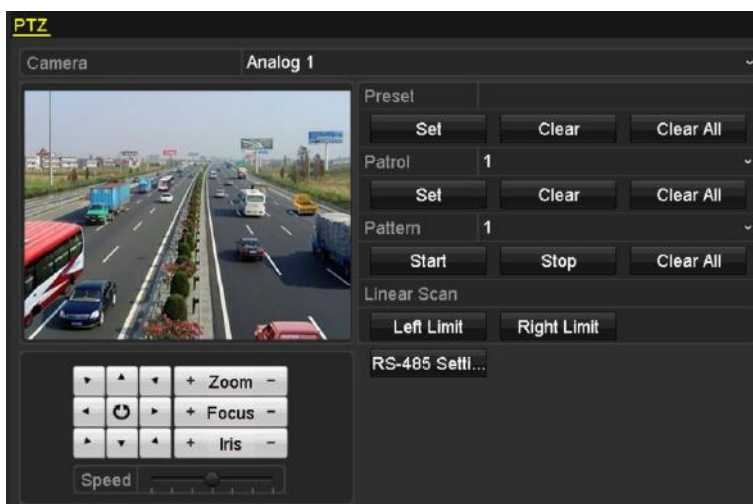 PTZ
Camera Analog 1
Preset
Set Clear Clear All
Patrol 1
Set Clear Clear All
Pattern 1
Start Stop Clear All
Linear Scan
Left Limit Right Limit
RS-485 Setti...
+ Zoom -
+ Focus -
+ Iris -
Speed